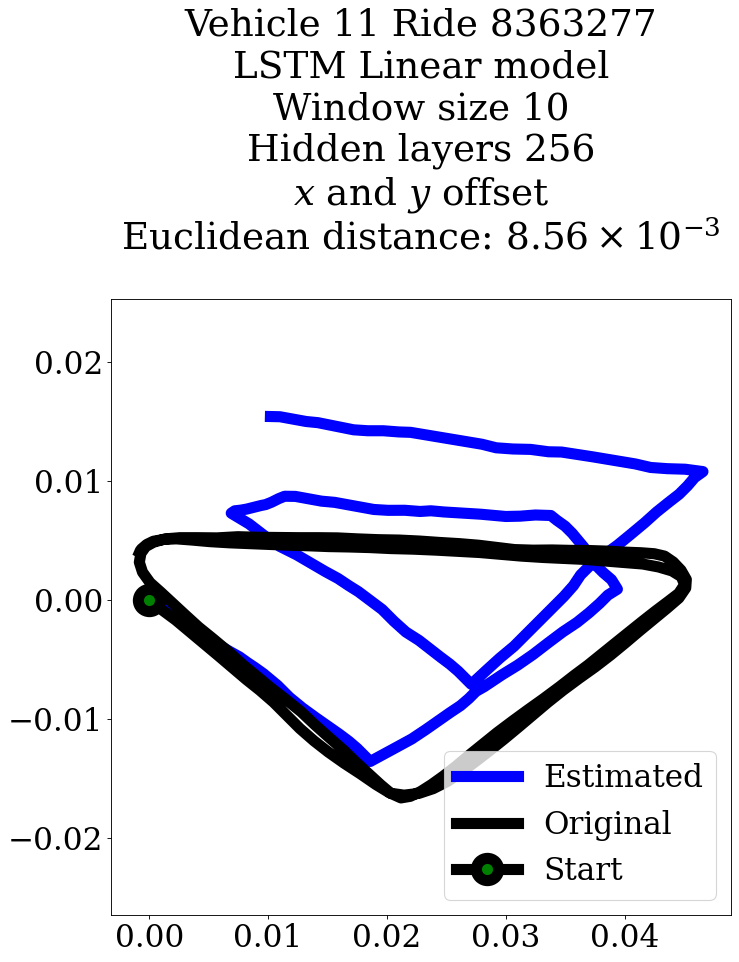 Vehicle 11 Ride 8363277
LSTM Linear model
Window size 10
Hidden layers 256
x and y offset
Euclidean distance: 8.56 × 10⁻³
0.02
0.01
0.00
−0.01
−0.02
Estimated
Original
Start
0.00 0.01 0.02 0.03 0.04